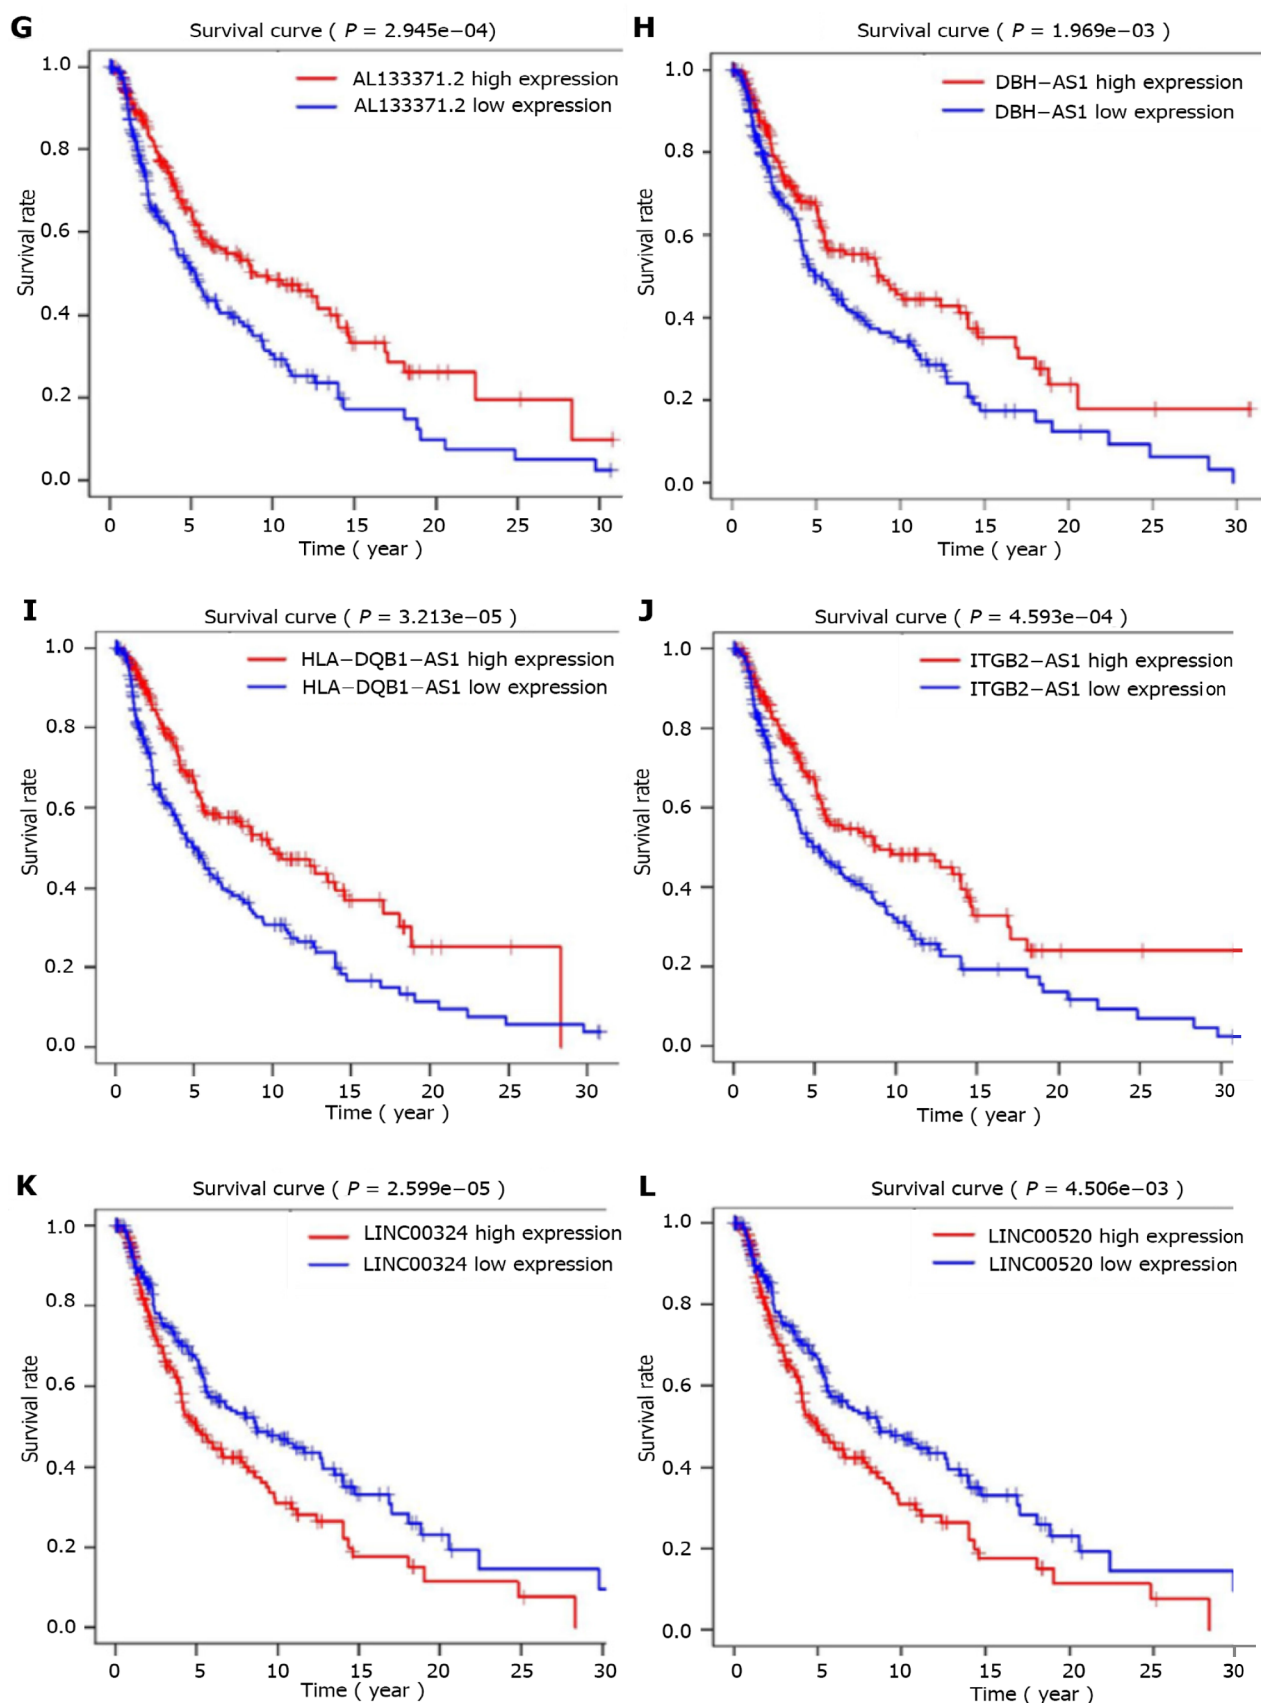 G
Survival curve ( P = 2.945e−04)
AL133371.2 high expression
AL133371.2 low expression
Survival rate
1.0
0.8
0.6
0.4
0.2
0.0
0 5 10 15 20 25 30
Time ( year )
H
Survival curve ( P = 1.969e−03 )
DBH−AS1 high expression
DBH−AS1 low expression
Survival rate
1.0
0.8
0.6
0.4
0.2
0.0
0 5 10 15 20 25 30
Time ( year )
I
Survival curve ( P = 3.213e−05 )
HLA−DQB1−AS1 high expression
HLA−DQB1−AS1 low expression
Survival rate
1.0
0.8
0.6
0.4
0.2
0.0
0 5 10 15 20 25 30
Time ( year )
J
Survival curve ( P = 4.593e−04 )
ITGB2−AS1 high expression
ITGB2−AS1 low expression
Survival rate
1.0
0.8
0.6
0.4
0.2
0.0
0 5 10 15 20 25 30
Time ( year )
K
Survival curve ( P = 2.599e−05 )
LINC00324 high expression
LINC00324 low expression
Survival rate
1.0
0.8
0.6
0.4
0.2
0.0
0 5 10 15 20 25 30
Time ( year )
L
Survival curve ( P = 4.506e−03 )
LINC00520 high expression
LINC00520 low expression
Survival rate
1.0
0.8
0.6
0.4
0.2
0.0
0 5 10 15 20 25 30
Time ( year )